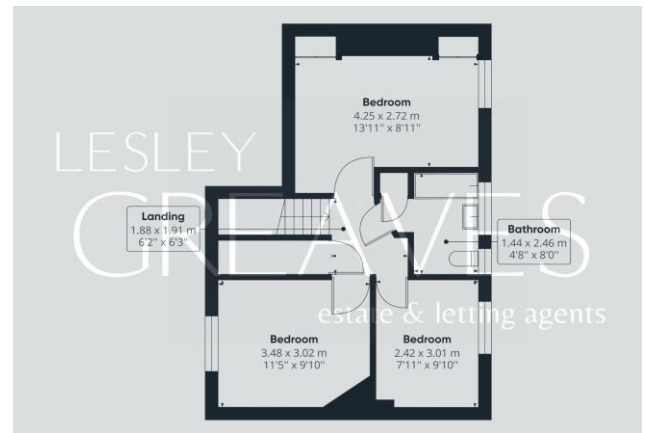 Bedroom
4.25 x 2.72 m
13'11" x 8'11"
LESLEY
GREAVES
estate & letting agents
Landing
1.88 x 1.91 m
6'2" x 6'3"
Bathroom
1.44 x 2.46 m
4'8" x 8'0"
Bedroom
3.48 x 3.02 m
11'5" x 9'10"
Bedroom
2.42 x 3.01 m
7'11" x 9'10"